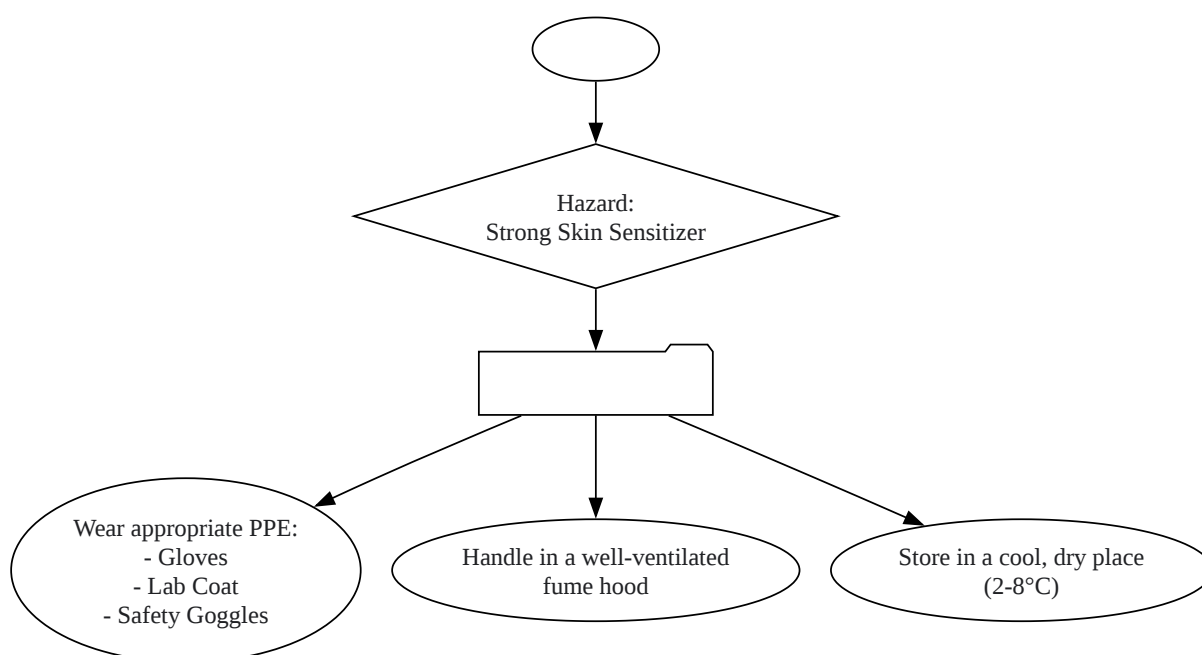 Hazard:
Strong Skin Sensitizer
Wear appropriate PPE:
- Gloves
- Lab Coat
- Safety Goggles
Handle in a well-ventilated
fume hood
Store in a cool, dry place
(2-8°C)